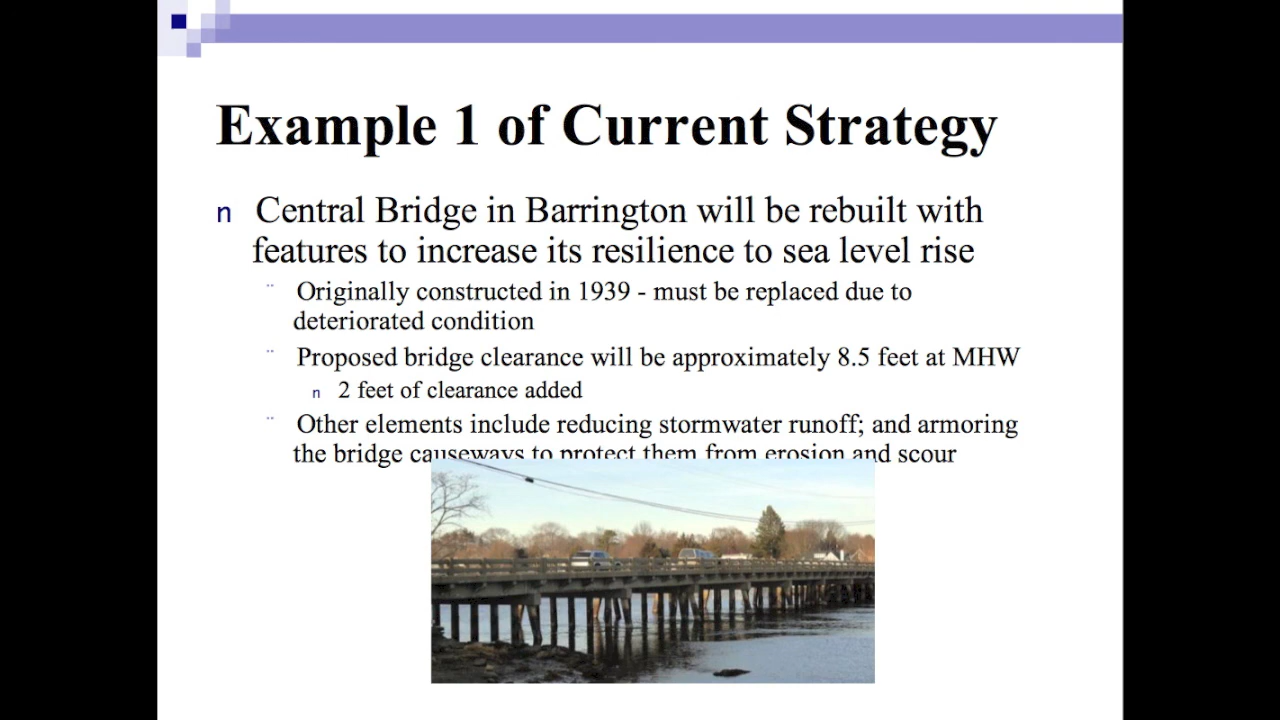 Example 1 of Current Strategy
n Central Bridge in Barrington will be rebuilt with
features to increase its resilience to sea level rise
¨ Originally constructed in 1939 - must be replaced due to
deteriorated condition
¨ Proposed bridge clearance will be approximately 8.5 feet at MHW
n 2 feet of clearance added
¨ Other elements include reducing stormwater runoff; and armoring
the bridge causeways to protect them from erosion and scour